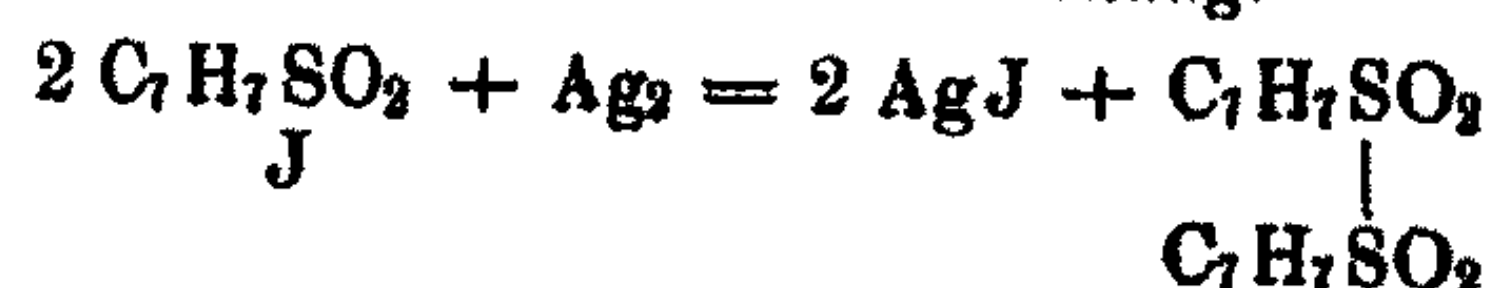 2 C₇H₇SO₂ + Ag₂ = 2 AgJ + C₇H₇SO₂
J
|
C₇H₇SO₂